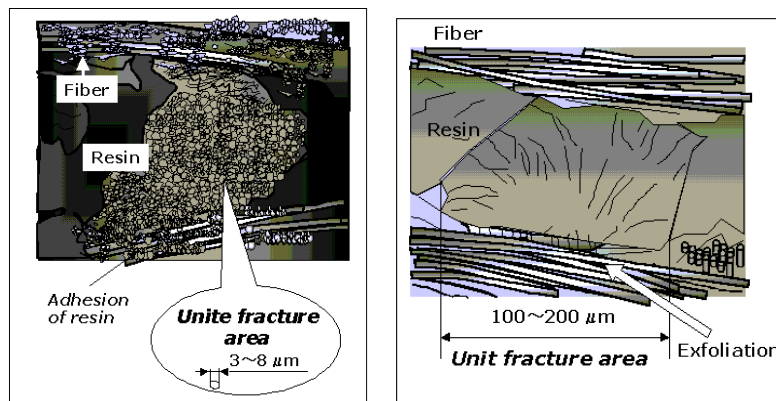 Fiber
Resin
Adhesion
of resin
Unite fracture
area
3~8 μm
Fiber
Resin
100~200 μm
Unit fracture area
Exfoliation